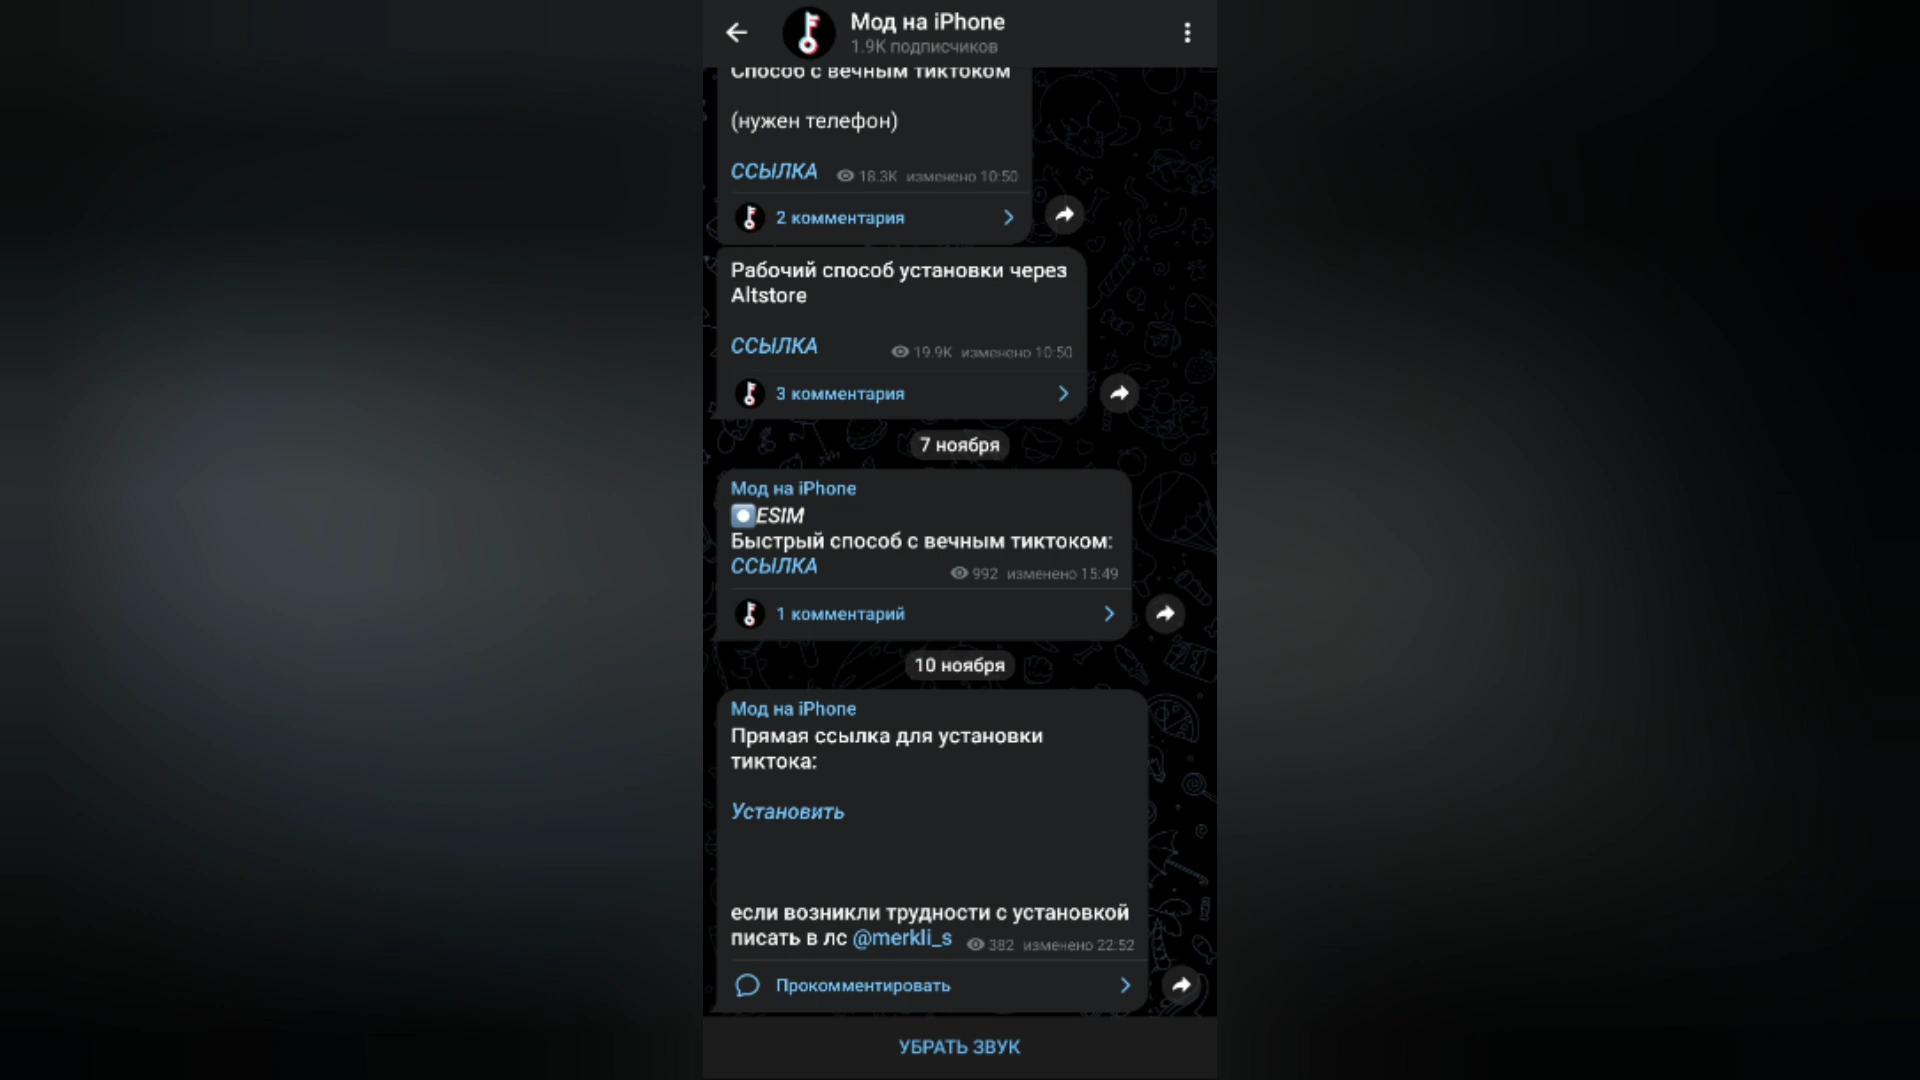 Мод на iPhone
1.9K подписчиков
Способ с вечным тиктоком
(нужен телефон)
ССЫЛКА 18.3K изменено 10:50
2 комментария
Рабочий способ установки через
Altstore
ССЫЛКА 19.9K изменено 10:50
3 комментария
7 ноября
Мод на iPhone
ESIM
Быстрый способ с вечным тиктоком:
ССЫЛКА 992 изменено 15:49
1 комментарий
10 ноября
Мод на iPhone
Прямая ссылка для установки
тиктока:
Установить
если возникли трудности с установкой
писать в лс @merkli_s 382 изменено 22:52
Прокомментировать
УБРАТЬ ЗВУК